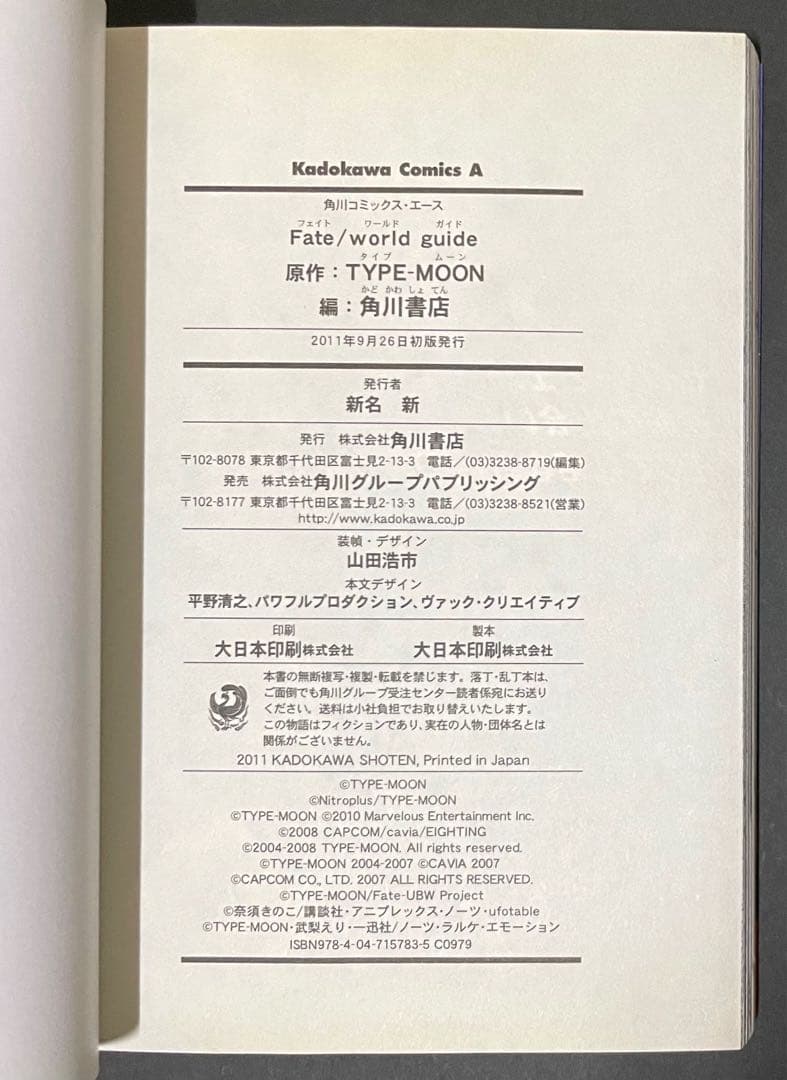 Kadokawa Comics A
角川コミックス・エース
フェイト ワールド ガイド
Fate/world guide
タイプ ムーン
原作：TYPE-MOON
かど かわ しょ てん
編：角川書店
2011年9月26日初版発行
発行者
新名 新
発行 株式会社角川書店
〒102-8078 東京都千代田区富士見2-13-3 電話／(03)3238-8719(編集)
発売 株式会社角川グループパブリッシング
〒102-8177 東京都千代田区富士見2-13-3 電話／(03)3238-8521(営業)
http://www.kadokawa.co.jp
装幀・デザイン
山田浩市
本文デザイン
平野清之、パワフルプロダクション、ヴァック・クリエイティブ
印刷 製本
大日本印刷株式会社 大日本印刷株式会社
本書の無断複写・複製・転載を禁じます。落丁・乱丁本は、
ご面倒でも角川グループ受注センター読者係宛にお送り
ください。送料は小社負担でお取り替えいたします。
この物語はフィクションであり、実在の人物・団体名とは
関係がございません。
2011 KADOKAWA SHOTEN, Printed in Japan
©TYPE-MOON
©Nitroplus/TYPE-MOON
©TYPE-MOON ©2010 Marvelous Entertainment Inc.
©2008 CAPCOM/cavia/EIGHTING
©2004-2008 TYPE-MOON. All rights reserved.
©TYPE-MOON 2004-2007 ©CAVIA 2007
©CAPCOM CO., LTD. 2007 ALL RIGHTS RESERVED.
©TYPE-MOON/Fate-UBW Project
©奈須きのこ/講談社・アニプレックス・ノーツ・ufotable
©TYPE-MOON・武梨えり・一迅社/ノーツ・ラルケ・エモーション
ISBN978-4-04-715783-5 C0979